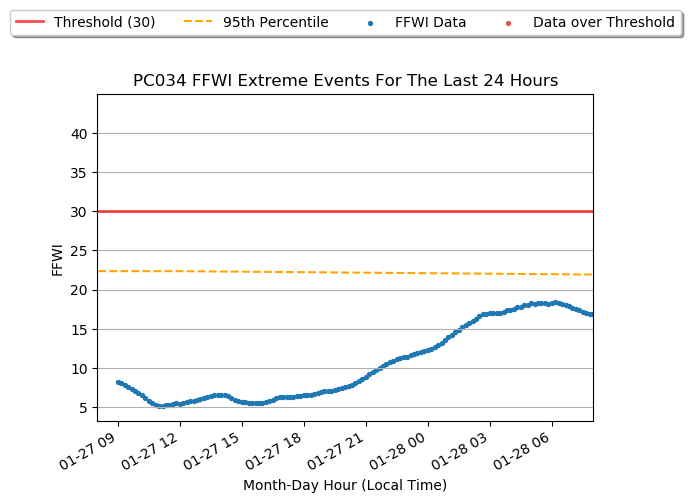 Threshold (30) 95th Percentile FFWI Data Data over Threshold
PC034 FFWI Extreme Events For The Last 24 Hours
40
35
30
25
20
15
10
5
FFWI
01-27 09 01-27 12 01-27 15 01-27 18 01-27 21 01-28 00 01-28 03 01-28 06
Month-Day Hour (Local Time)